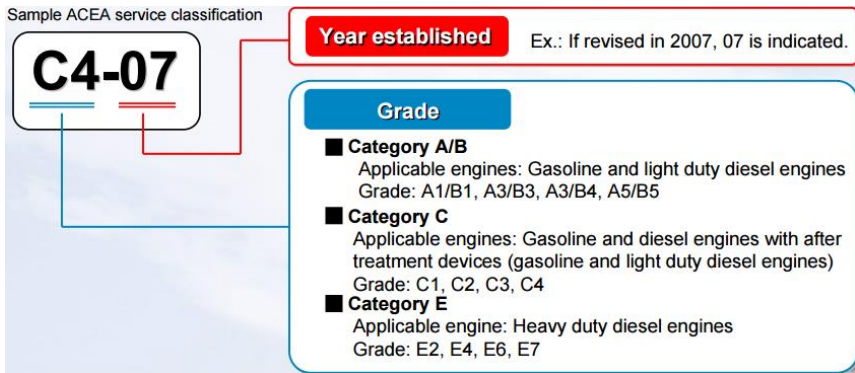 Sample ACEA service classification
C4-07
Year established
Ex.: If revised in 2007, 07 is indicated.
Grade
■ Category A/B
Applicable engines: Gasoline and light duty diesel engines
Grade: A1/B1, A3/B3, A3/B4, A5/B5
■ Category C
Applicable engines: Gasoline and diesel engines with after
treatment devices (gasoline and light duty diesel engines)
Grade: C1, C2, C3, C4
■ Category E
Applicable engine: Heavy duty diesel engines
Grade: E2, E4, E6, E7